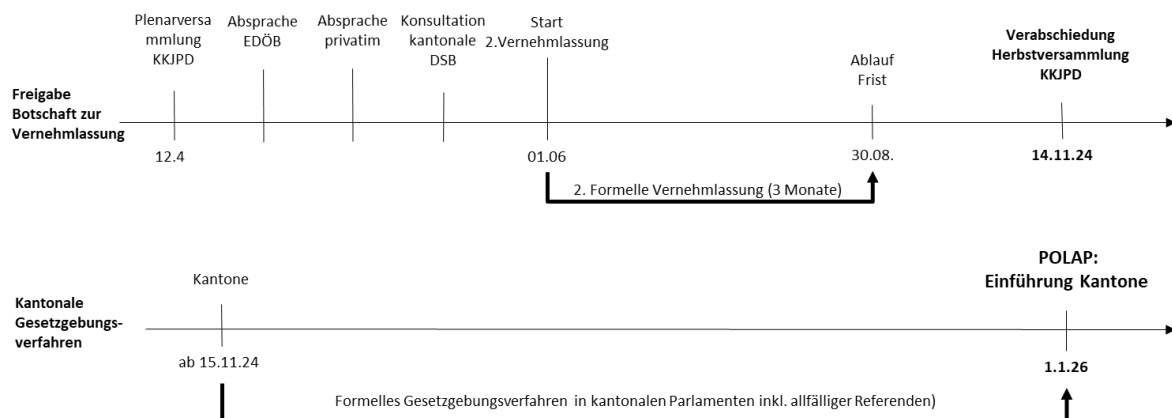 Plenarversa
mmlung
KKJPD
Absprache
EDÖB
Absprache
privatim
Konsultation
kantonale
DSB
Start
2.Vernehmlassung
Ablauf
Frist
Verabschiedung
Herbstversammlung
KKJPD
Freigabe
Botschaft zur
Vernehmlassung
12.4
01.06
30.08.
14.11.24
2. Formelle Vernehmlassung (3 Monate)
Kantone
POLAP:
Einführung Kantone
Kantonale
Gesetzgebungs-
verfahren
ab 15.11.24
1.1.26
Formelles Gesetzgebungsverfahren in kantonalen Parlamenten inkl. allfälliger Referenden)